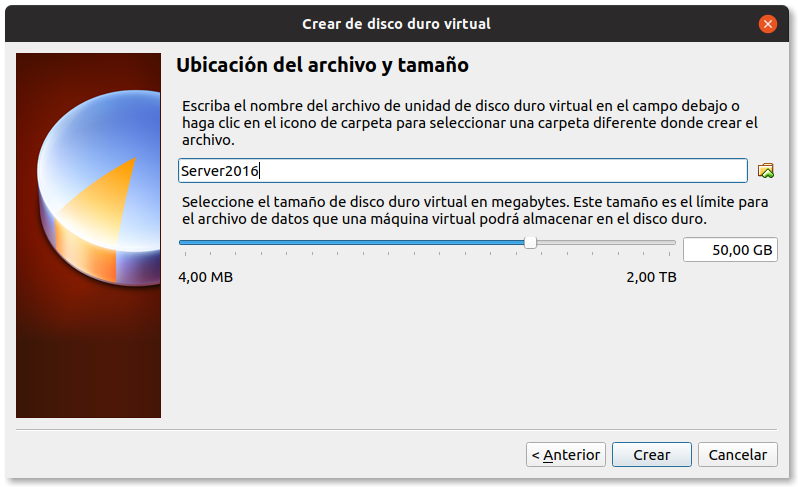 Crear de disco duro virtual
Ubicación del archivo y tamaño
Escriba el nombre del archivo de unidad de disco duro virtual en el campo debajo o
haga clic en el icono de carpeta para seleccionar una carpeta diferente donde crear el
archivo.
Server2016
Seleccione el tamaño de disco duro virtual en megabytes. Este tamaño es el límite para
el archivo de datos que una máquina virtual podrá almacenar en el disco duro.
50,00 GB
4,00 MB 2,00 TB
< Anterior Crear Cancelar